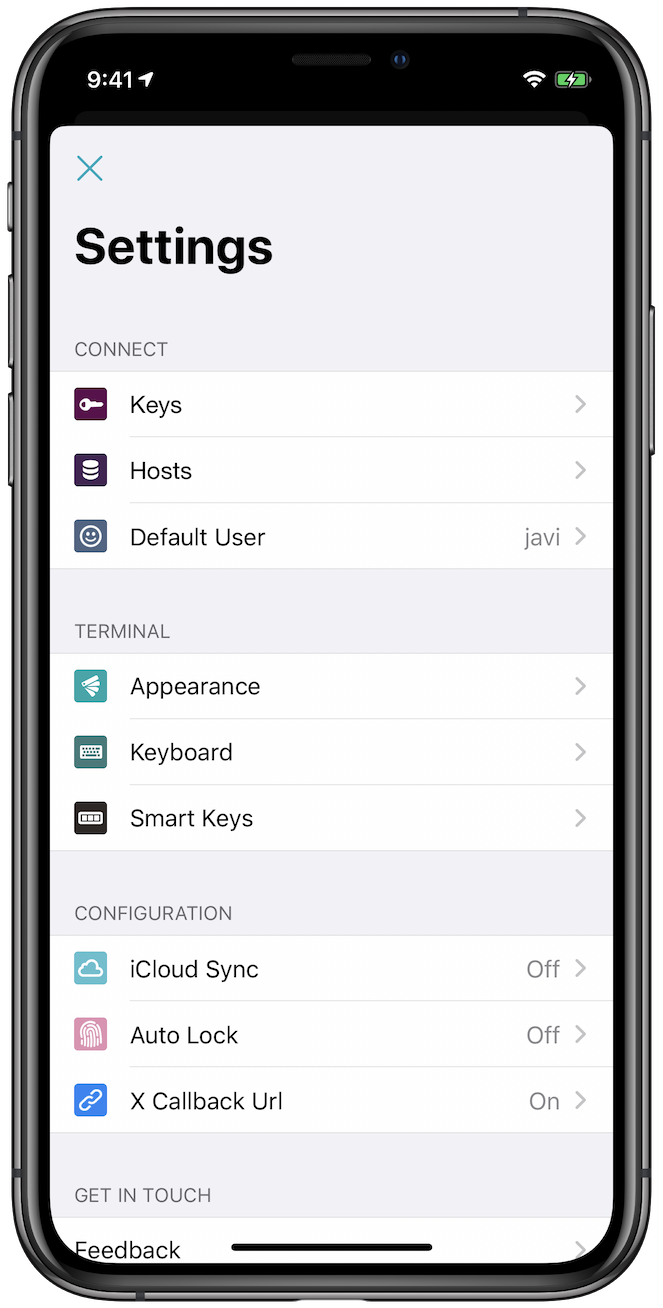 9:41
Settings
CONNECT
Keys
Hosts
Default User javi
TERMINAL
Appearance
Keyboard
Smart Keys
CONFIGURATION
iCloud Sync Off
Auto Lock Off
X Callback Url On
GET IN TOUCH
Feedback